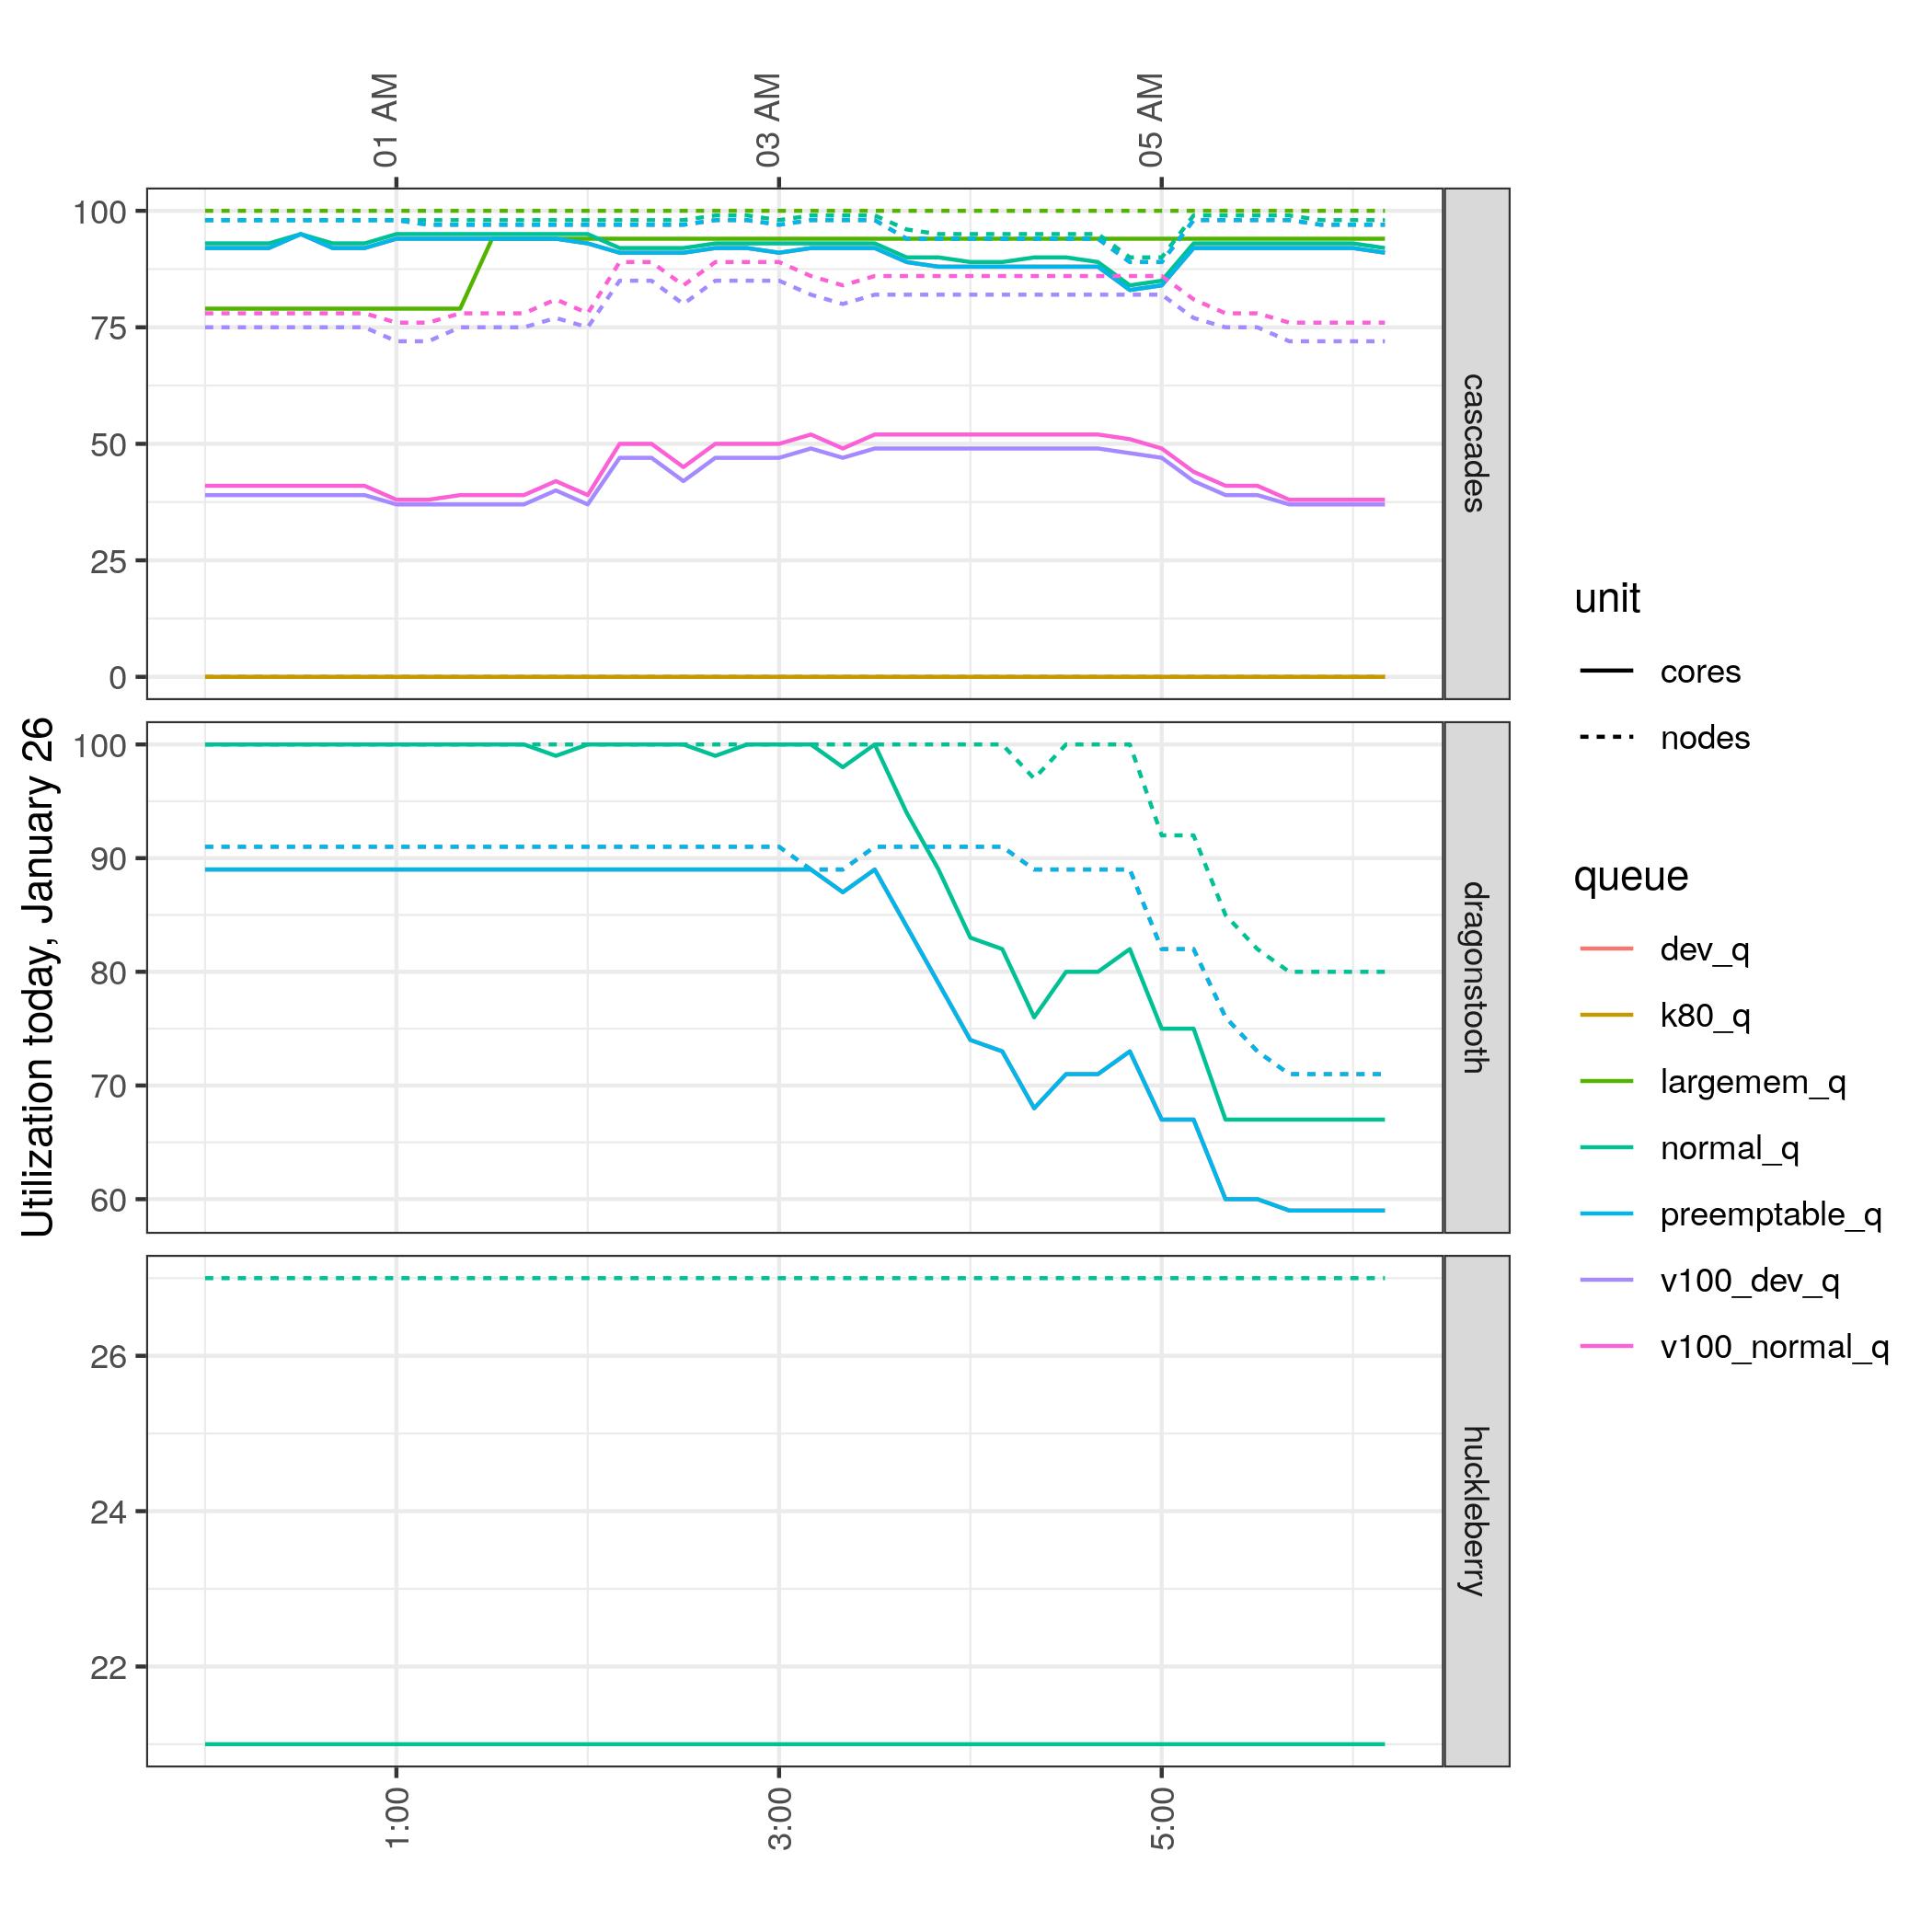 01 AM
03 AM
05 AM
Utilization today, January 26
100
75
50
25
0
cascades
100
90
80
70
60
dragonstooth
26
24
22
huckleberry
1:00
3:00
5:00
unit
cores
nodes
queue
dev_q
k80_q
largemem_q
normal_q
preemptable_q
v100_dev_q
v100_normal_q